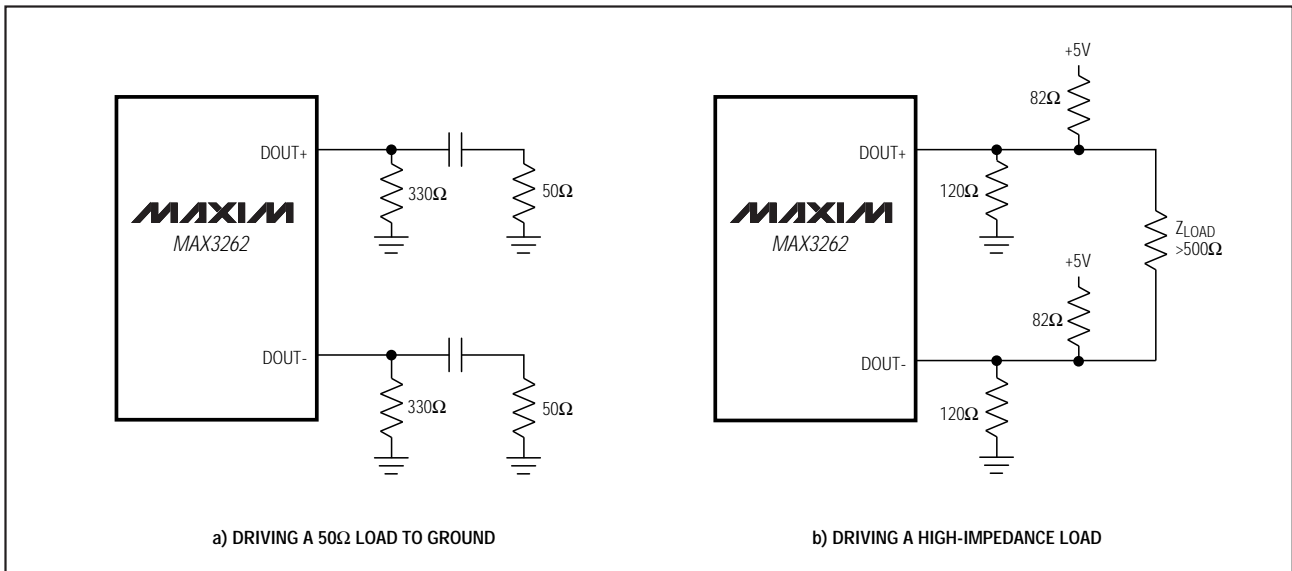 DOUT+
330Ω
50Ω
MAXIM
MAX3262
DOUT-
330Ω
50Ω
a) DRIVING A 50Ω LOAD TO GROUND
+5V
82Ω
DOUT+
120Ω
MAXIM
MAX3262
ZLOAD
>500Ω
+5V
82Ω
DOUT-
120Ω
b) DRIVING A HIGH-IMPEDANCE LOAD